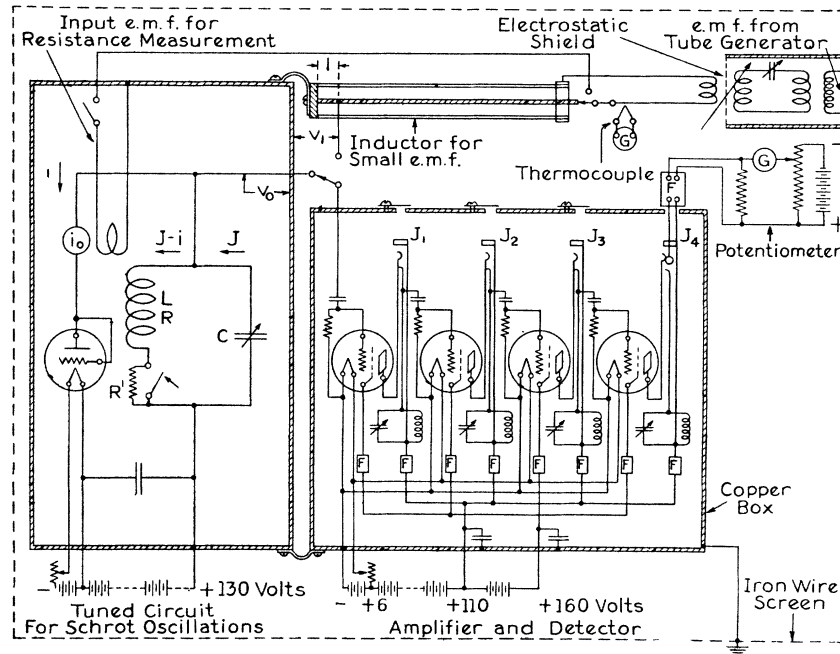 Input e.m.f. for
Resistance Measurement
Electrostatic
Shield
e.m.f. from
Tube Generator
l
V₁
Inductor for
Small e.m.f.
G
Thermocouple
F
G
-
+
Potentiometer
i
V₀
i₀
J-i
J
L
R
C
R'
J₁
J₂
J₃
J₄
F
F
F
F
F
F
F
Copper
Box
- +130 Volts
Tuned Circuit
For Schrot Oscillations
- +6 +110 +160 Volts
Amplifier and Detector
Iron Wire
Screen